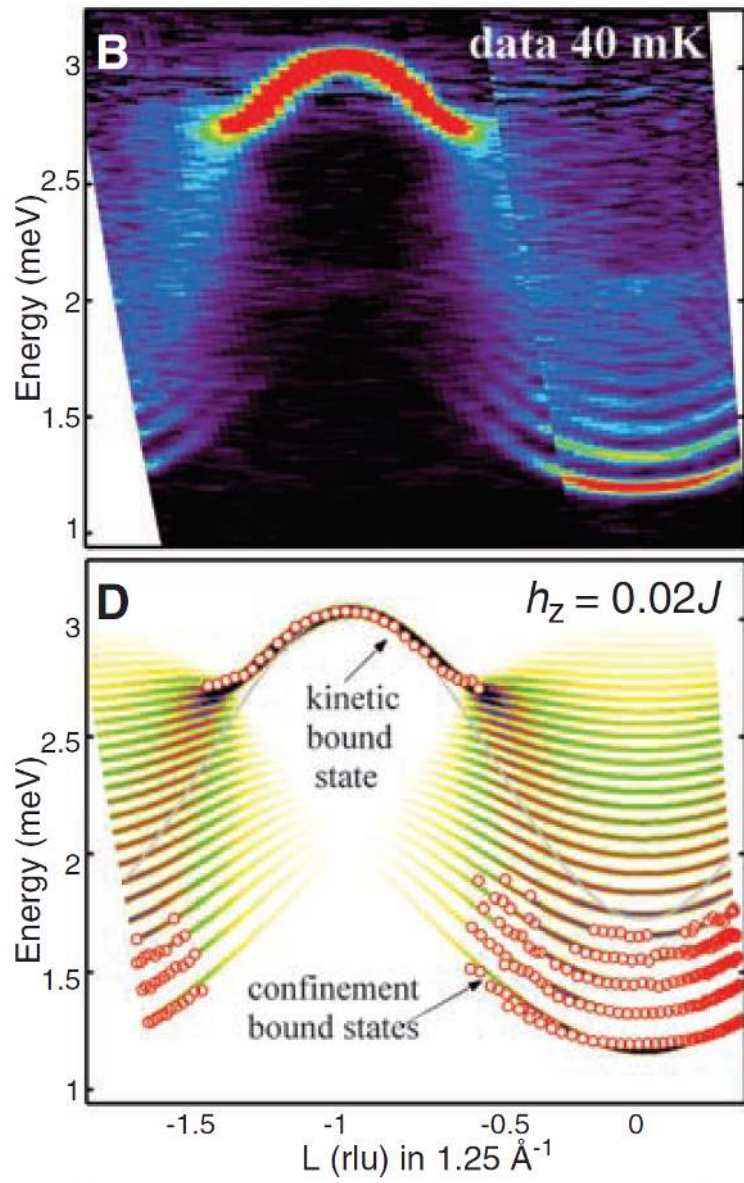 B
data 40 mK
3
2.5
2
1.5
1
Energy (meV)
D
h_z = 0.02J
3
2.5
2
1.5
1
Energy (meV)
kinetic
bound
state
confinement
bound states
-1.5
-1
-0.5
0
L (rlu) in 1.25 Å⁻¹